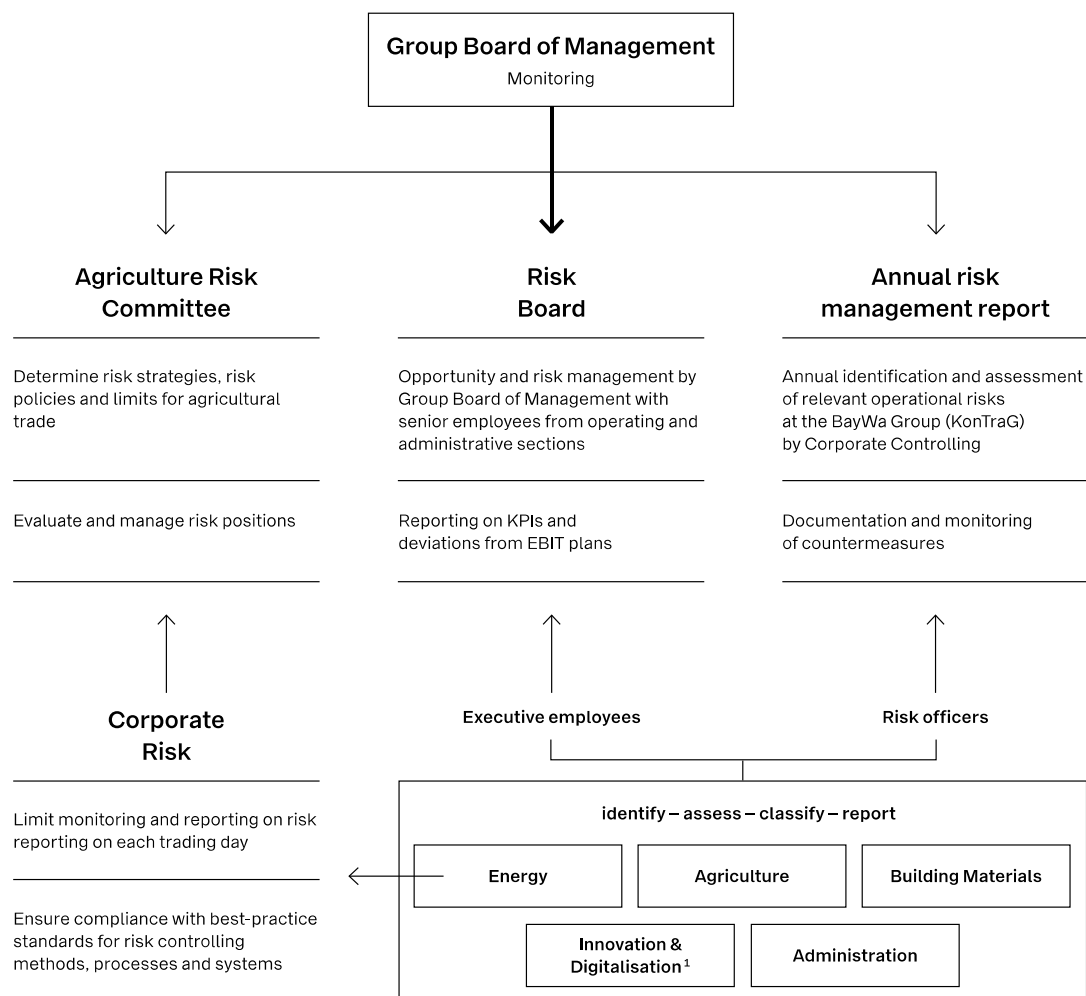 Group Board of Management
Monitoring
Agriculture Risk
Committee
Determine risk strategies, risk
policies and limits for agricultural
trade
Evaluate and manage risk positions
Risk
Board
Opportunity and risk management by
Group Board of Management with
senior employees from operating and
administrative sections
Reporting on KPIs and
deviations from EBIT plans
Annual risk
management report
Annual identification and assessment
of relevant operational risks
at the BayWa Group (KonTraG)
by Corporate Controlling
Documentation and monitoring
of countermeasures
Corporate
Risk
Limit monitoring and reporting on risk
reporting on each trading day
Ensure compliance with best-practice
standards for risk controlling
methods, processes and systems
Executive employees
Risk officers
identify – assess – classify – report
Energy
Agriculture
Building Materials
Innovation &
Digitalisation¹
Administration